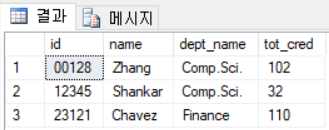 결과 메시지
id name dept_name tot_cred
1 00128 Zhang Comp.Sci. 102
2 12345 Shankar Comp.Sci. 32
3 23121 Chavez Finance 110